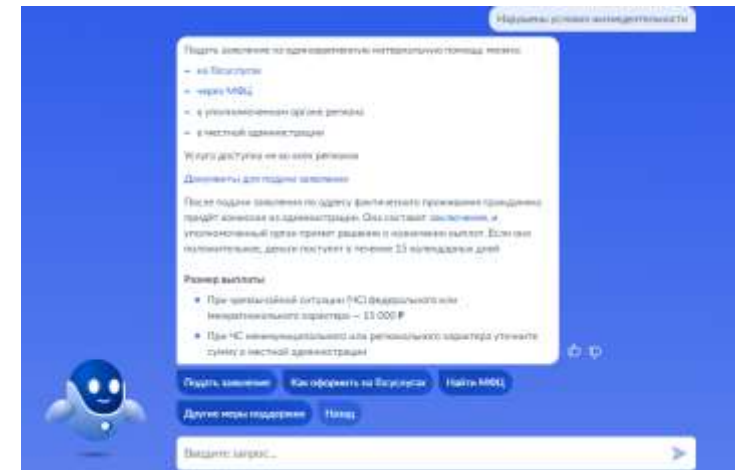 Нарушены условия жизнедеятельности
Подать заявление на единовременную материальную помощь можно:
– на Госуслугах
– через МФЦ
– в уполномоченном органе региона
– в местной администрации
Услуга доступна не во всех регионах
Документы для подачи заявления
После подачи заявления по адресу фактического проживания гражданина
придёт комиссия из администрации. Она составит заключение, и
уполномоченный орган примет решение о назначении выплат. Если оно
положительное, деньги поступят в течение 15 календарных дней
Размер выплаты
• При чрезвычайной ситуации (ЧС) федерального или
межрегионального характера – 15 000 ₽
• При ЧС межмуниципального или регионального характера уточните
сумму в местной администрации
Подать заявление
Как оформить на Госуслугах
Найти МФЦ
Другие меры поддержки
Назад
Введите запрос...